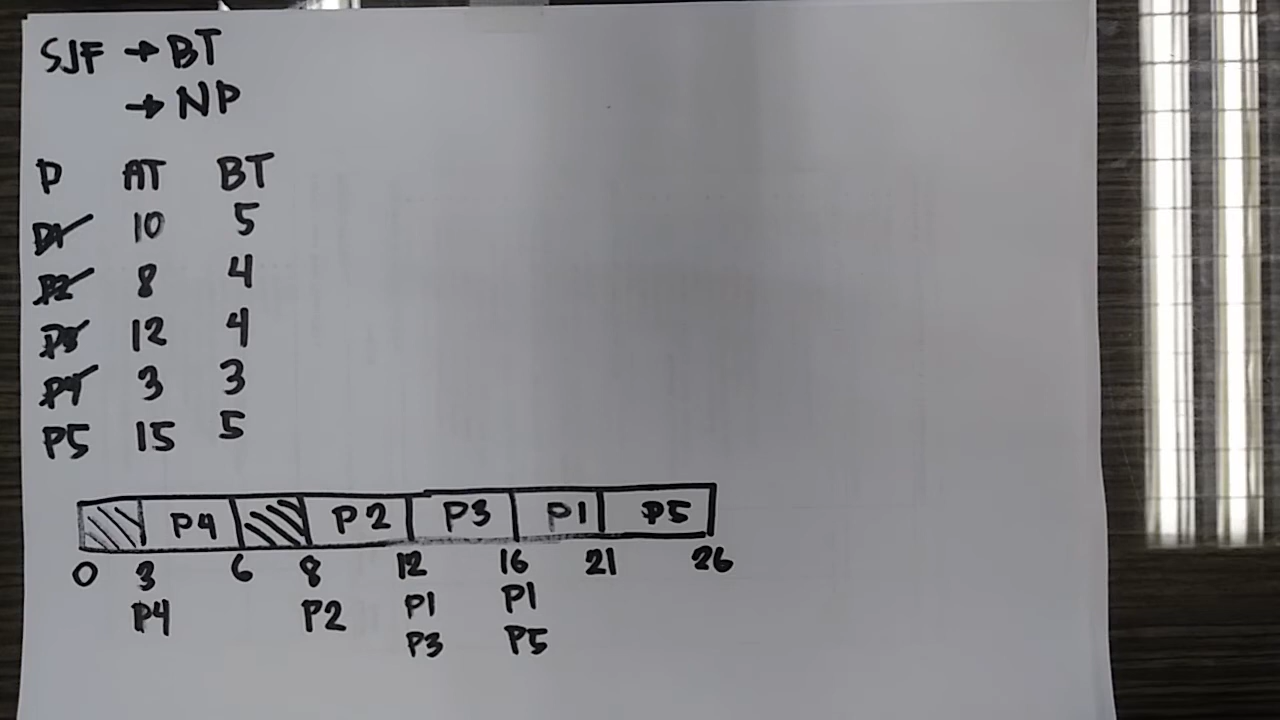 SJF → BT
→ NP
P AT BT
P1 10 5
P2 8 4
P3 12 4
P4 3 3
P5 15 5
P4 P2 P3 P1 P5
0 3 6 8 12 16 21 26
P4 P2 P1 P1
P3 P5